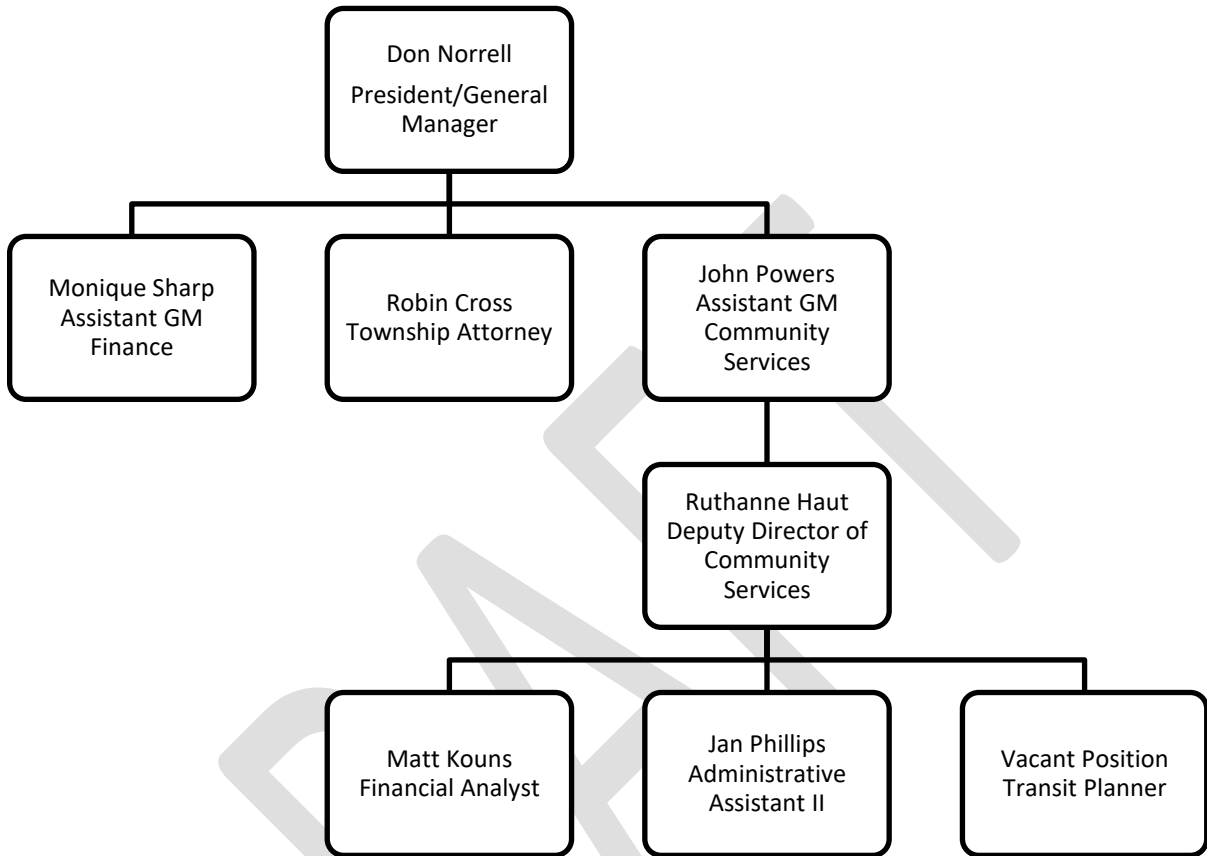 Don Norrell
President/General
Manager
Monique Sharp
Assistant GM
Finance
Robin Cross
Township Attorney
John Powers
Assistant GM
Community
Services
Ruthanne Haut
Deputy Director of
Community
Services
Matt Kouns
Financial Analyst
Jan Phillips
Administrative
Assistant II
Vacant Position
Transit Planner